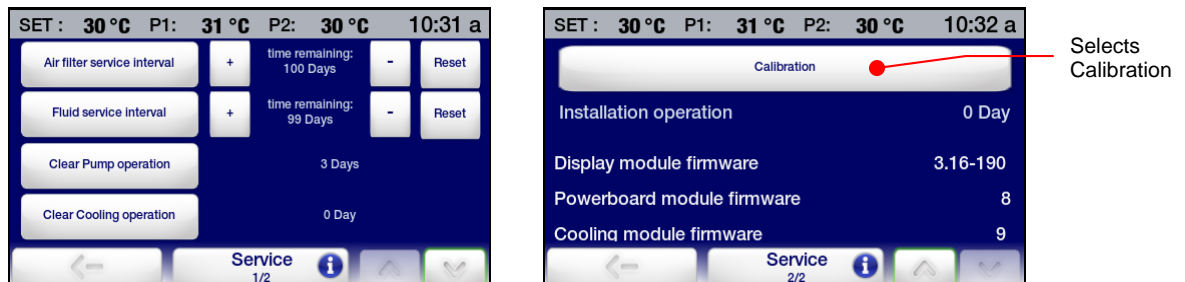 SET : 30 °C P1: 31 °C P2: 30 °C 10:31 a
Air filter service interval + time remaining: 100 Days - Reset
Fluid service interval + time remaining: 99 Days - Reset
Clear Pump operation 3 Days
Clear Cooling operation 0 Day
Service
1/2
SET : 30 °C P1: 31 °C P2: 30 °C 10:32 a
Calibration
Installation operation 0 Day
Display module firmware 3.16-190
Powerboard module firmware 8
Cooling module firmware 9
Service
2/2
Selects
Calibration